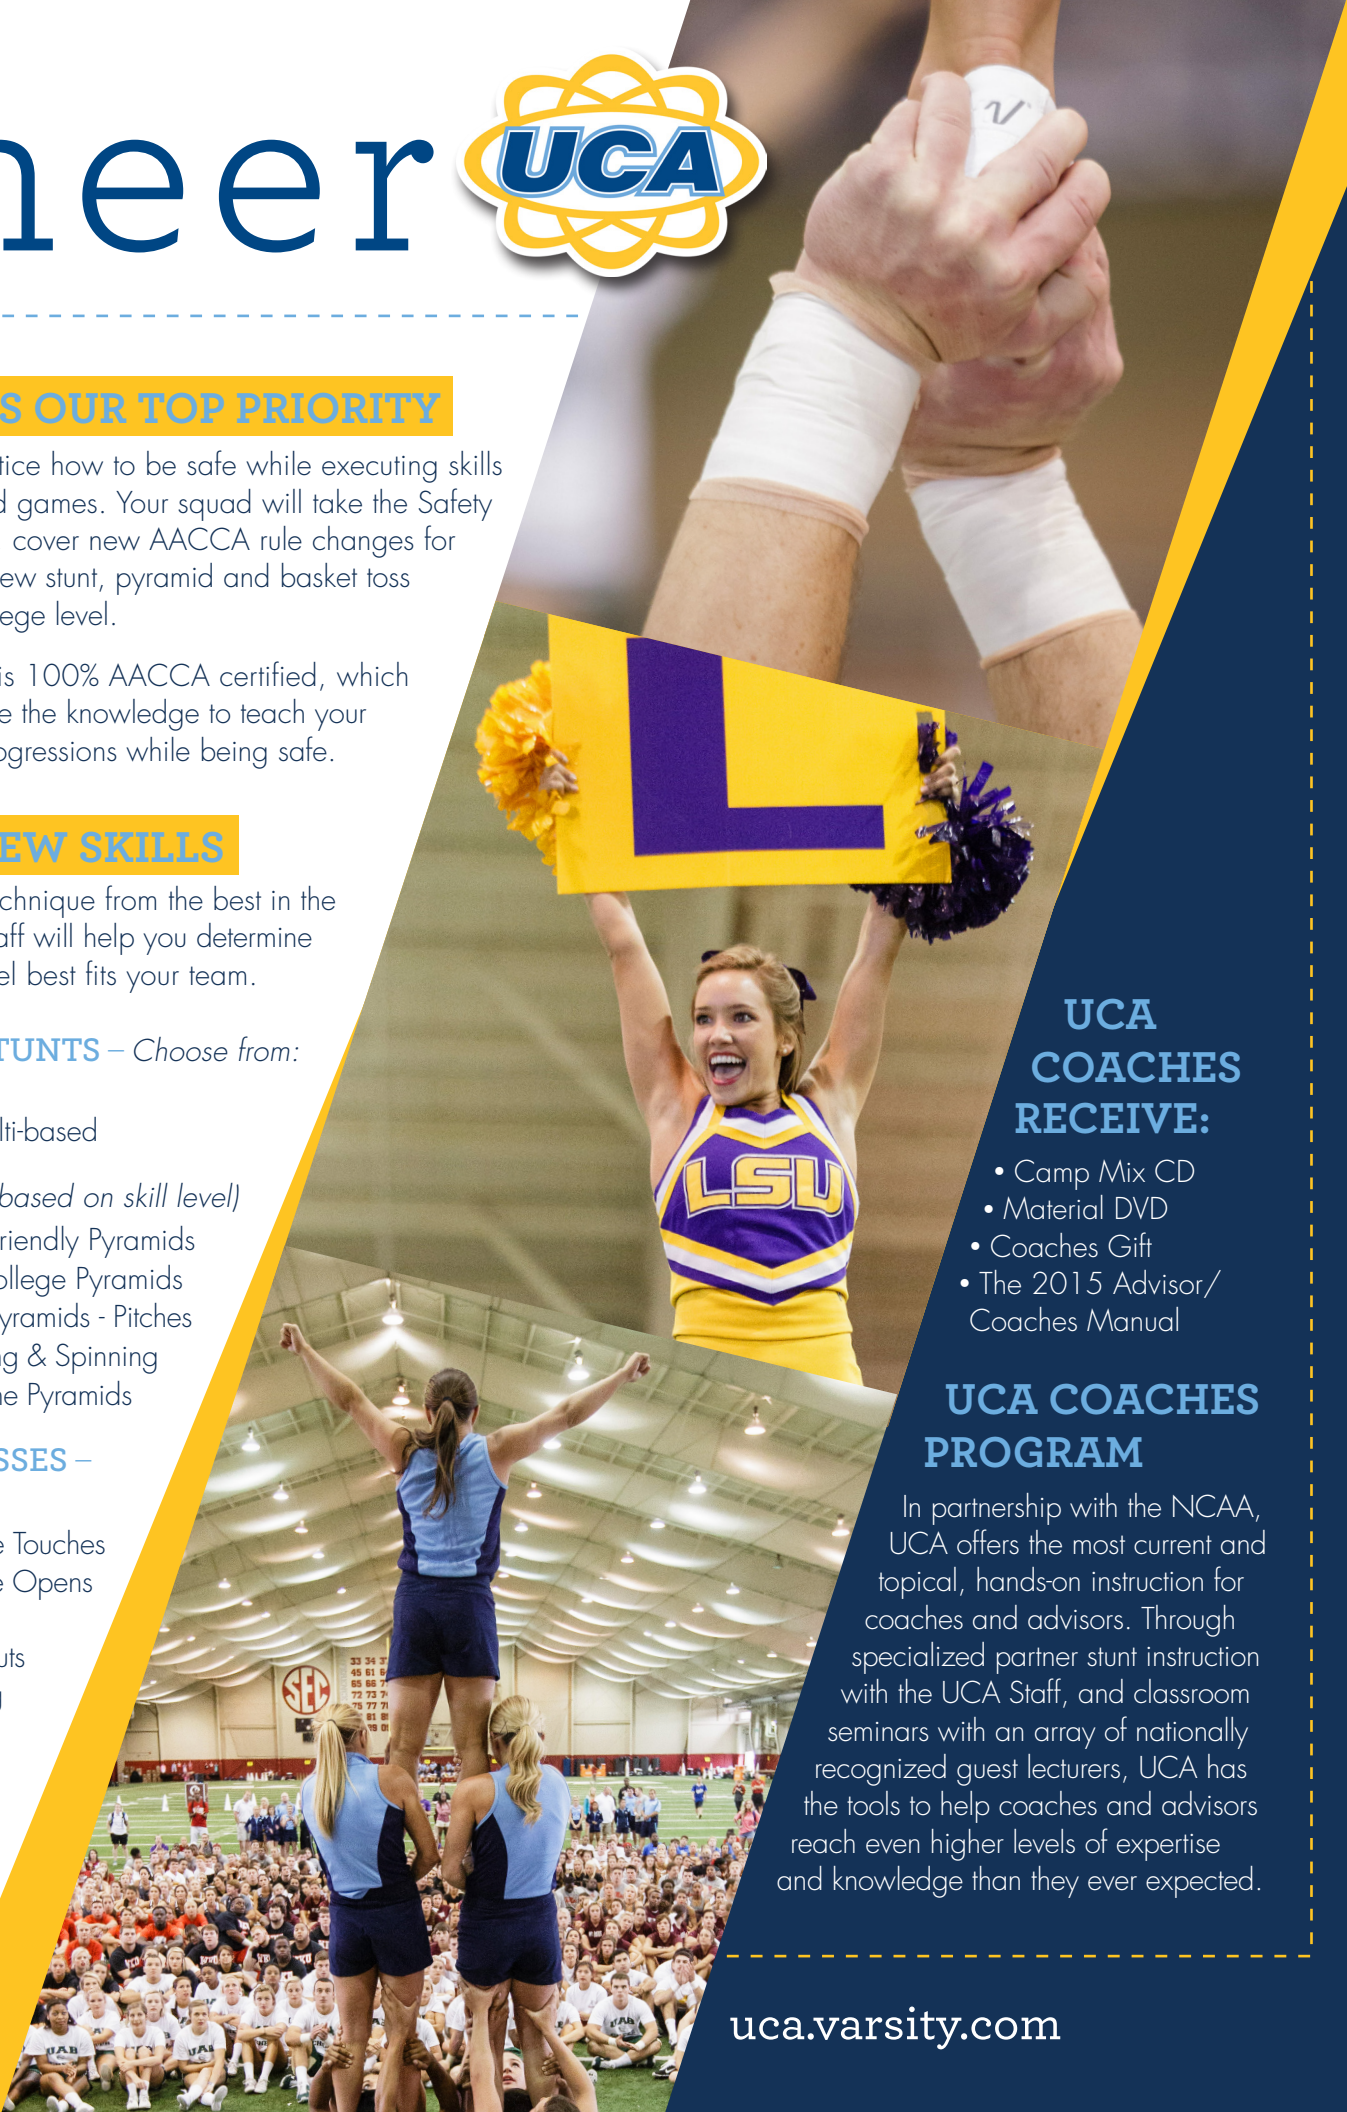 heer
UCA
S OUR TOP PRIORITY
tice how to be safe while executing skills
d games. Your squad will take the Safety
cover new AACCA rule changes for
ew stunt, pyramid and basket toss
ege level.
is 100% AACCA certified, which
e the knowledge to teach your
ogressions while being safe.
EW SKILLS
chnique from the best in the
aff will help you determine
el best fits your team.
TUNTS – Choose from:
lti-based
based on skill level)
riendly Pyramids
ollege Pyramids
yramids - Pitches
ng & Spinning
ne Pyramids
SSES –
e Touches
e Opens
uts
g
L
LSU
SEC
UAB
UAB
UAB
UCA
COACHES
RECEIVE:
• Camp Mix CD
• Material DVD
• Coaches Gift
• The 2015 Advisor/
Coaches Manual
UCA COACHES
PROGRAM
In partnership with the NCAA,
UCA offers the most current and
topical, hands-on instruction for
coaches and advisors. Through
specialized partner stunt instruction
with the UCA Staff, and classroom
seminars with an array of nationally
recognized guest lecturers, UCA has
the tools to help coaches and advisors
reach even higher levels of expertise
and knowledge than they ever expected.
uca.varsity.com